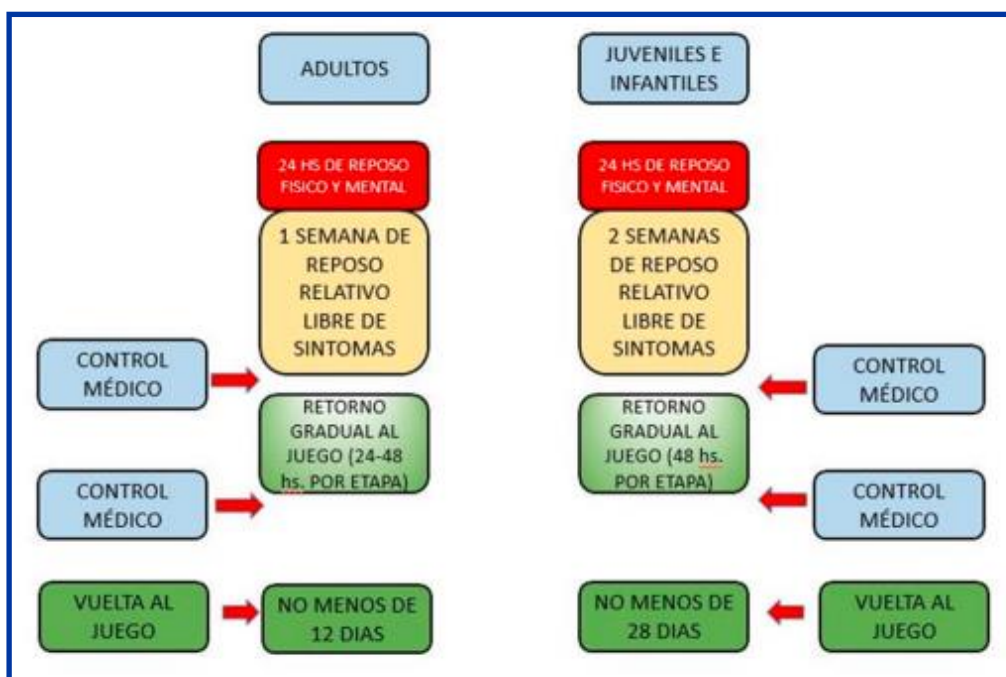 ADULTOS
JUVENILES E
INFANTILES
24 HS DE REPOSO
FISICO Y MENTAL
24 HS DE REPOSO
FISICO Y MENTAL
1 SEMANA DE
REPOSO
RELATIVO
LIBRE DE
SINTOMAS
2 SEMANAS
DE REPOSO
RELATIVO
LIBRE DE
SINTOMAS
CONTROL
MÉDICO
CONTROL
MÉDICO
RETORNO
GRADUAL AL
JUEGO (24-48
hs. POR ETAPA)
RETORNO
GRADUAL AL
JUEGO (48 hs.
POR ETAPA)
CONTROL
MÉDICO
CONTROL
MÉDICO
VUELTA AL
JUEGO
NO MENOS DE
12 DIAS
NO MENOS DE
28 DIAS
VUELTA AL
JUEGO